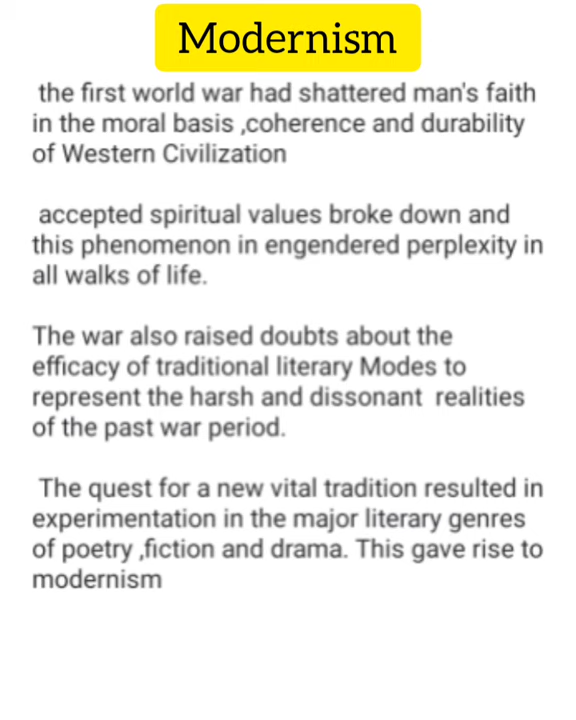 Modernism
the first world war had shattered man's faith
in the moral basis ,coherence and durability
of Western Civilization
accepted spiritual values broke down and
this phenomenon in engendered perplexity in
all walks of life.
The war also raised doubts about the
efficacy of traditional literary Modes to
represent the harsh and dissonant realities
of the past war period.
The quest for a new vital tradition resulted in
experimentation in the major literary genres
of poetry ,fiction and drama. This gave rise to
modernism